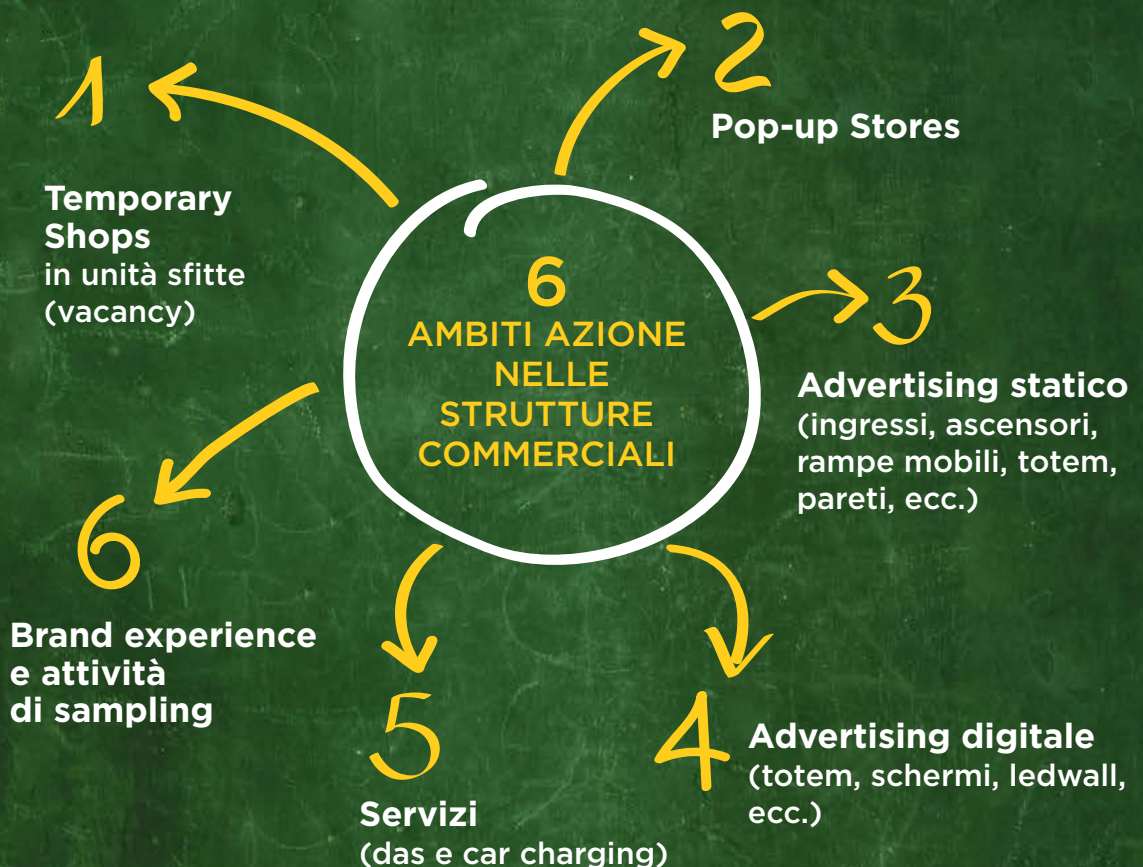 6
AMBITI AZIONE
NELLE
STRUTTURE
COMMERCIALI
1
Temporary
Shops
in unità sfitte
(vacancy)
2
Pop-up Stores
3
Advertising statico
(ingressi, ascensori,
rampe mobili, totem,
pareti, ecc.)
4
Advertising digitale
(totem, schermi, ledwall,
ecc.)
5
Servizi
(das e car charging)
6
Brand experience
e attività
di sampling